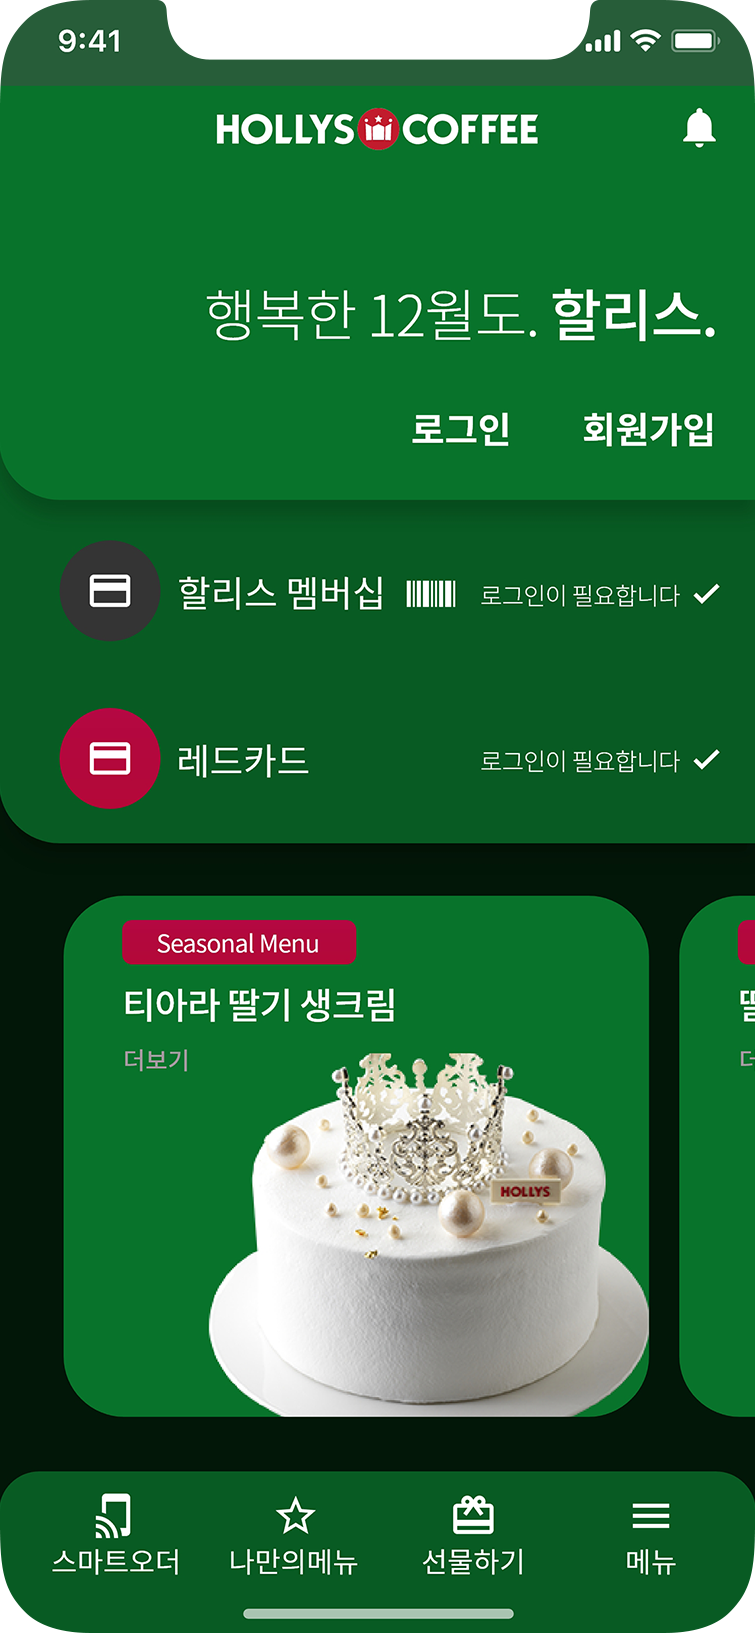 9:41
HOLLYS COFFEE
행복한 12월도. 할리스.
로그인 회원가입
할리스 멤버십 로그인이 필요합니다
레드카드 로그인이 필요합니다
Seasonal Menu
티아라 딸기 생크림
더보기
HOLLYS
스마트오더 나만의메뉴 선물하기 메뉴